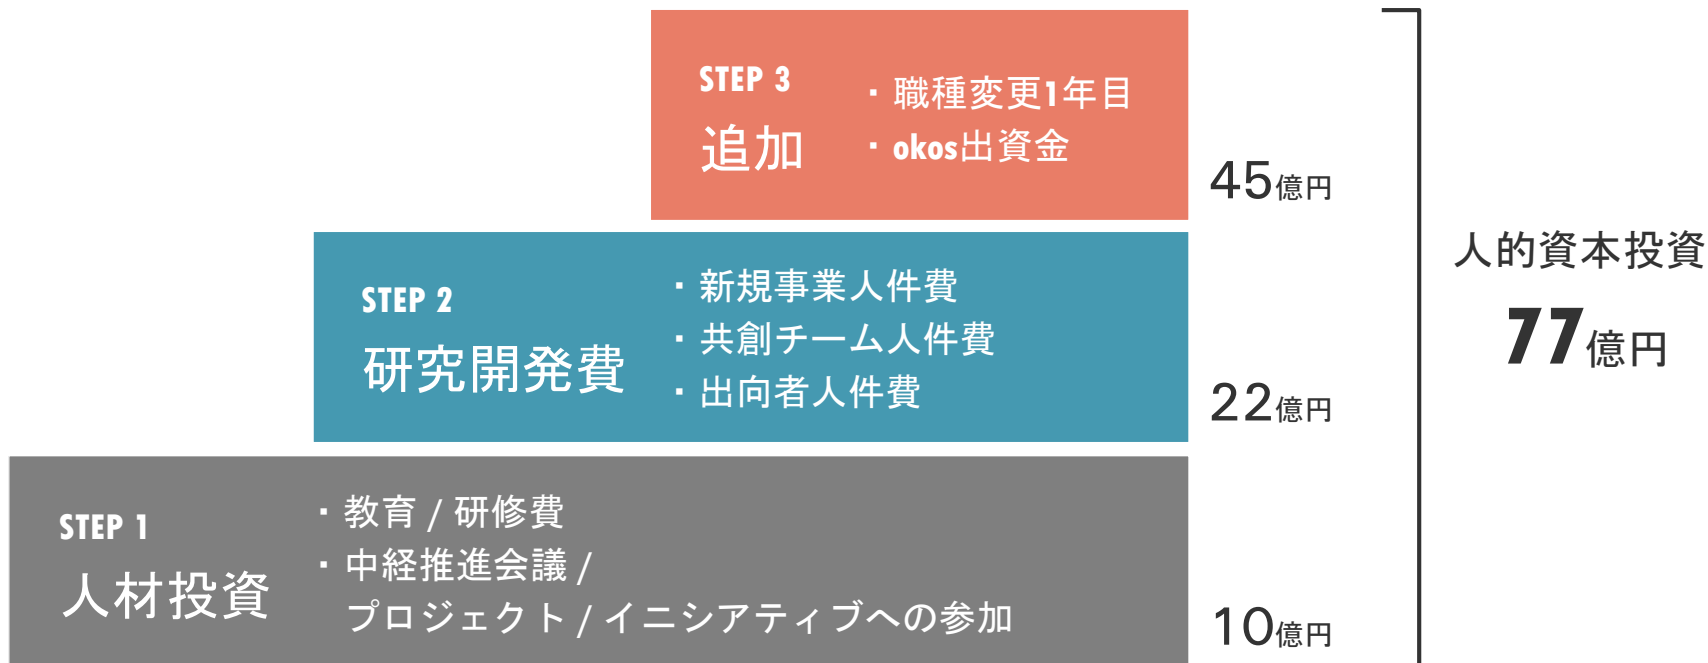 STEP 3
追加
・職種変更1年目
・okos出資金
45億円
STEP 2
研究開発費
・新規事業人件費
・共創チーム人件費
・出向者人件費
22億円
STEP 1
人材投資
・教育 / 研修費
・中経推進会議 /
プロジェクト / イニシアティブへの参加
10億円
人的資本投資
77億円